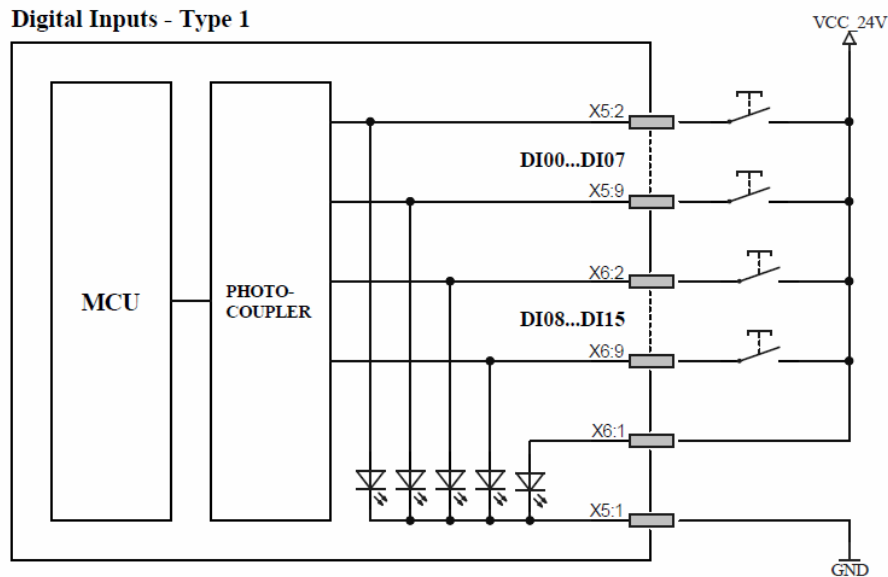 Digital Inputs - Type 1
VCC_24V
X5:2
DI00...DI07
X5:9
X6:2
MCU
PHOTO-
COUPLER
DI08...DI15
X6:9
X6:1
X5:1
GND